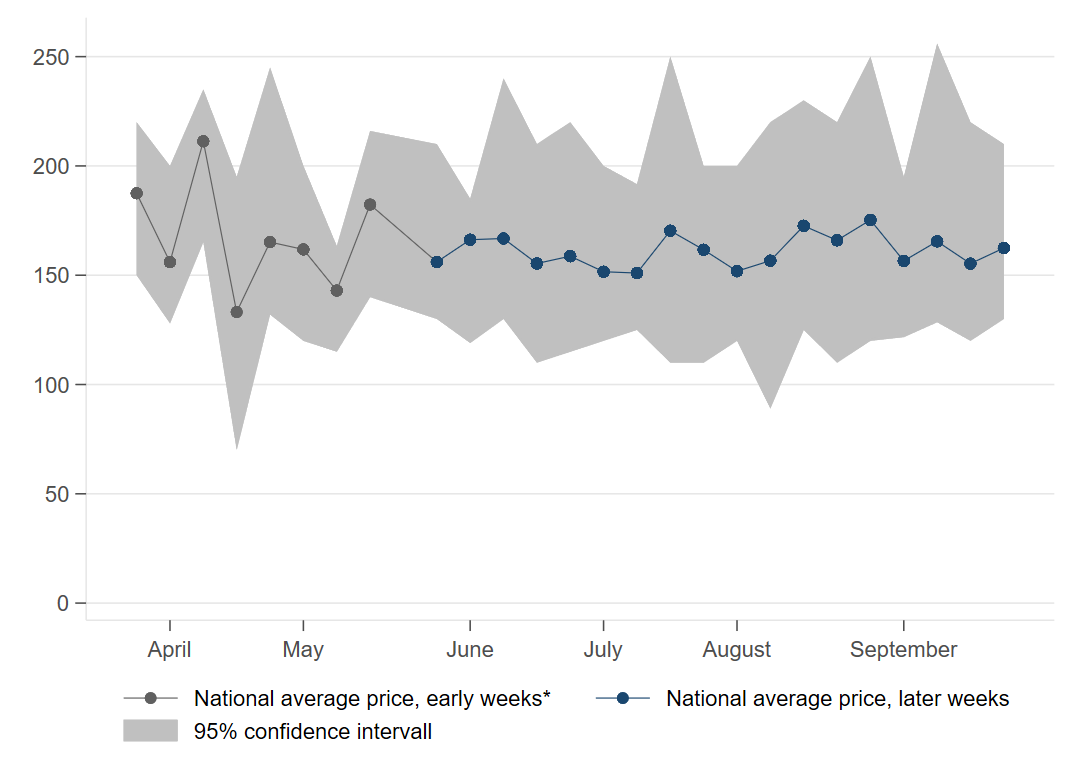 250
200
150
100
50
0
April May June July August September
National average price, early weeks* National average price, later weeks
95% confidence intervall